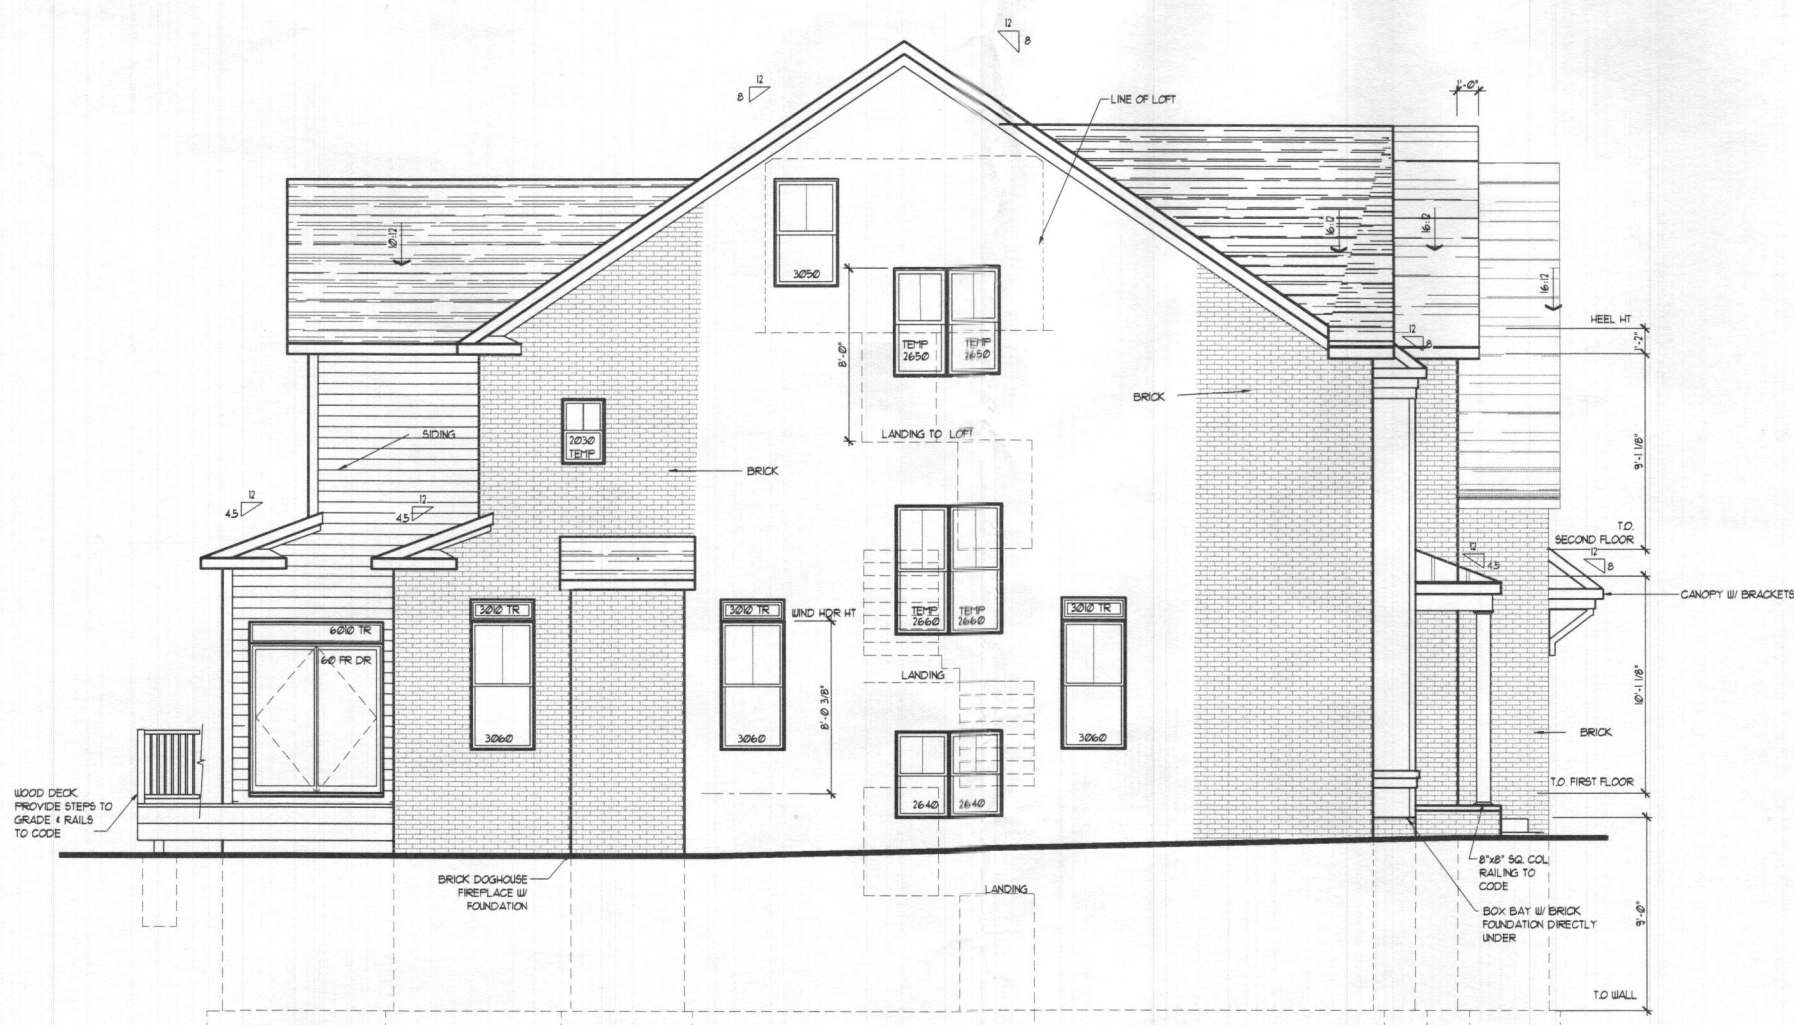 12
8
12
8
1'-0"
LINE OF LOFT
10:12
16:12
16:12
16:12
3050
HEEL HT
1'-2"
12
8
TEMP
2650
TEMP
2650
8'-0"
BRICK
SIDING
2030
TEMP
LANDING TO LOFT
BRICK
9'-1 1/8"
12
4.5
12
4.5
T.O.
SECOND FLOOR
12
4.5
12
8
CANOPY W/ BRACKETS
6010 TR
60 FR DR
3010 TR
3060
3010 TR
3060
WIND HDR HT
8'-0 3/8"
TEMP
2660
TEMP
2660
LANDING
3010 TR
3060
10'-1 1/8"
BRICK
T.O. FIRST FLOOR
2640
2640
WOOD DECK
PROVIDE STEPS TO
GRADE & RAILS
TO CODE
BRICK DOGHOUSE
FIREPLACE W/
FOUNDATION
LANDING
8"x8" SQ. COL
RAILING TO
CODE
BOX BAY W/ BRICK
FOUNDATION DIRECTLY
UNDER
9'-0"
T.O WALL